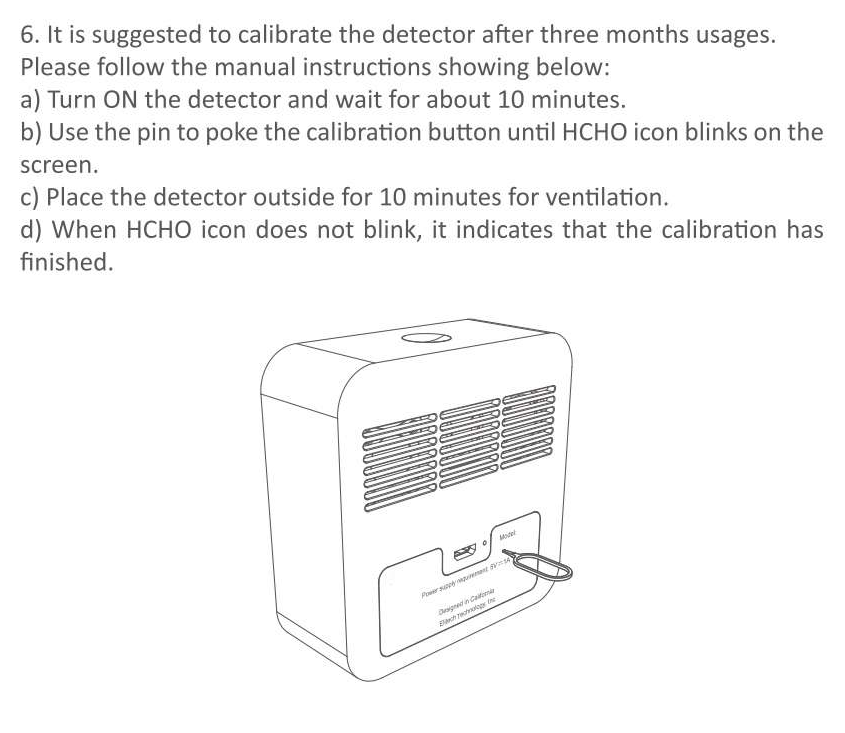 6. It is suggested to calibrate the detector after three months usages.
Please follow the manual instructions showing below:
a) Turn ON the detector and wait for about 10 minutes.
b) Use the pin to poke the calibration button until HCHO icon blinks on the
screen.
c) Place the detector outside for 10 minutes for ventilation.
d) When HCHO icon does not blink, it indicates that the calibration has
finished.
Model
Power supply requirement: 5V⎓1A
Designed in California
Elitech Technology, Inc